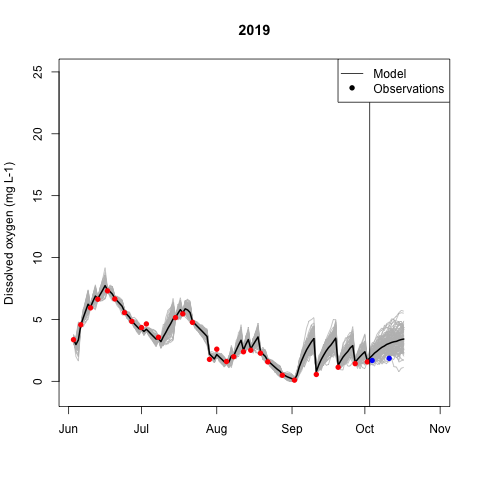 2019
Model
Observations
Dissolved oxygen (mg L-1)
25
20
15
10
5
0
Jun Jul Aug Sep Oct Nov